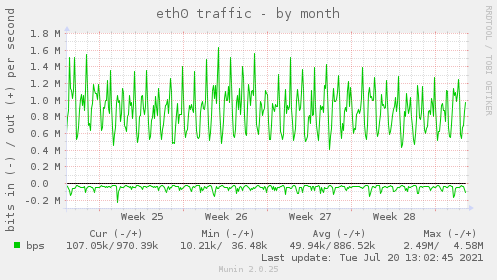 eth0 traffic - by month
bits in (-) / out (+) per second
RRDTOOL / TOBI OETIKER
1.8 M
1.6 M
1.4 M
1.2 M
1.0 M
0.8 M
0.6 M
0.4 M
0.2 M
0.0
-0.2 M
Week 25 Week 26 Week 27 Week 28
Cur (-/+) Min (-/+) Avg (-/+) Max (-/+)
bps 107.05k/970.39k 10.21k/ 36.48k 49.94k/886.52k 2.49M/ 4.58M
Last update: Tue Jul 20 13:02:45 2021
Munin 2.0.25